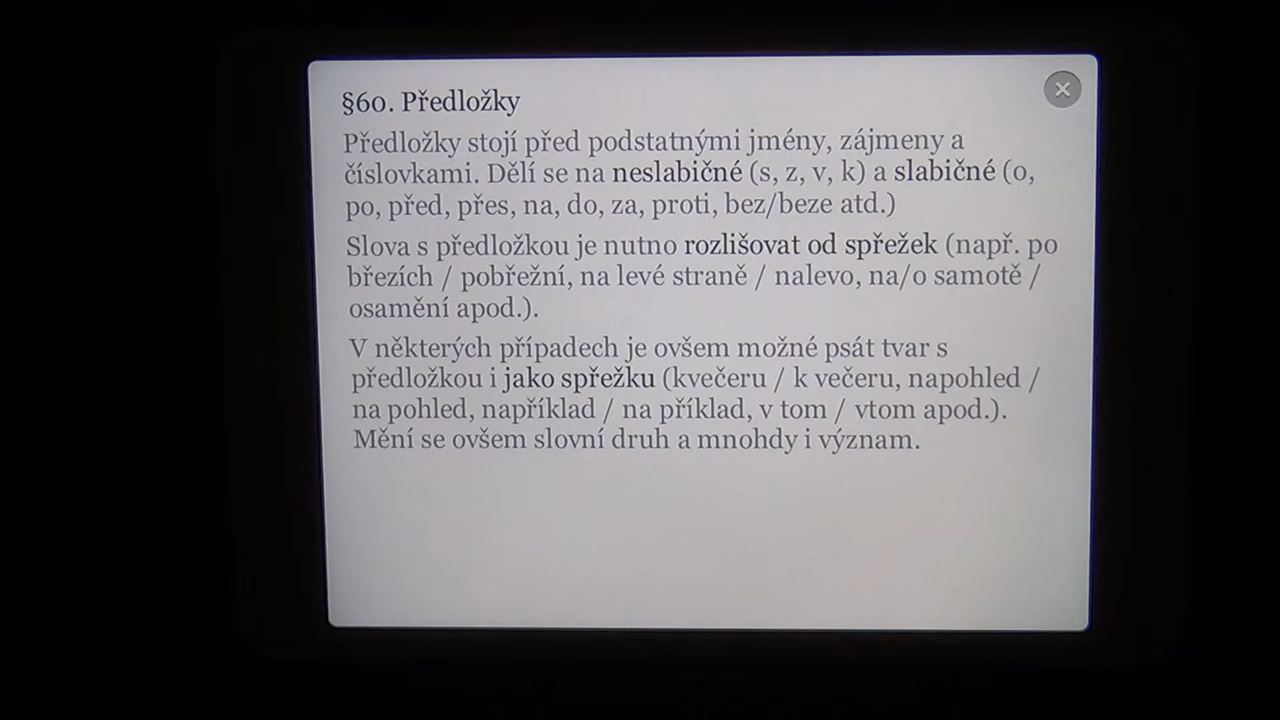 §60. Předložky
Předložky stojí před podstatnými jmény, zájmeny a
číslovkami. Dělí se na neslabičné (s, z, v, k) a slabičné (o,
po, před, přes, na, do, za, proti, bez/beze atd.)
Slova s předložkou je nutno rozlišovat od spřežek (např. po
březích / pobřežní, na levé straně / nalevo, na/o samotě /
osamění apod.).
V některých případech je ovšem možné psát tvar s
předložkou i jako spřežku (kvečeru / k večeru, napohled /
na pohled, například / na příklad, v tom / vtom apod.).
Mění se ovšem slovní druh a mnohdy i význam.